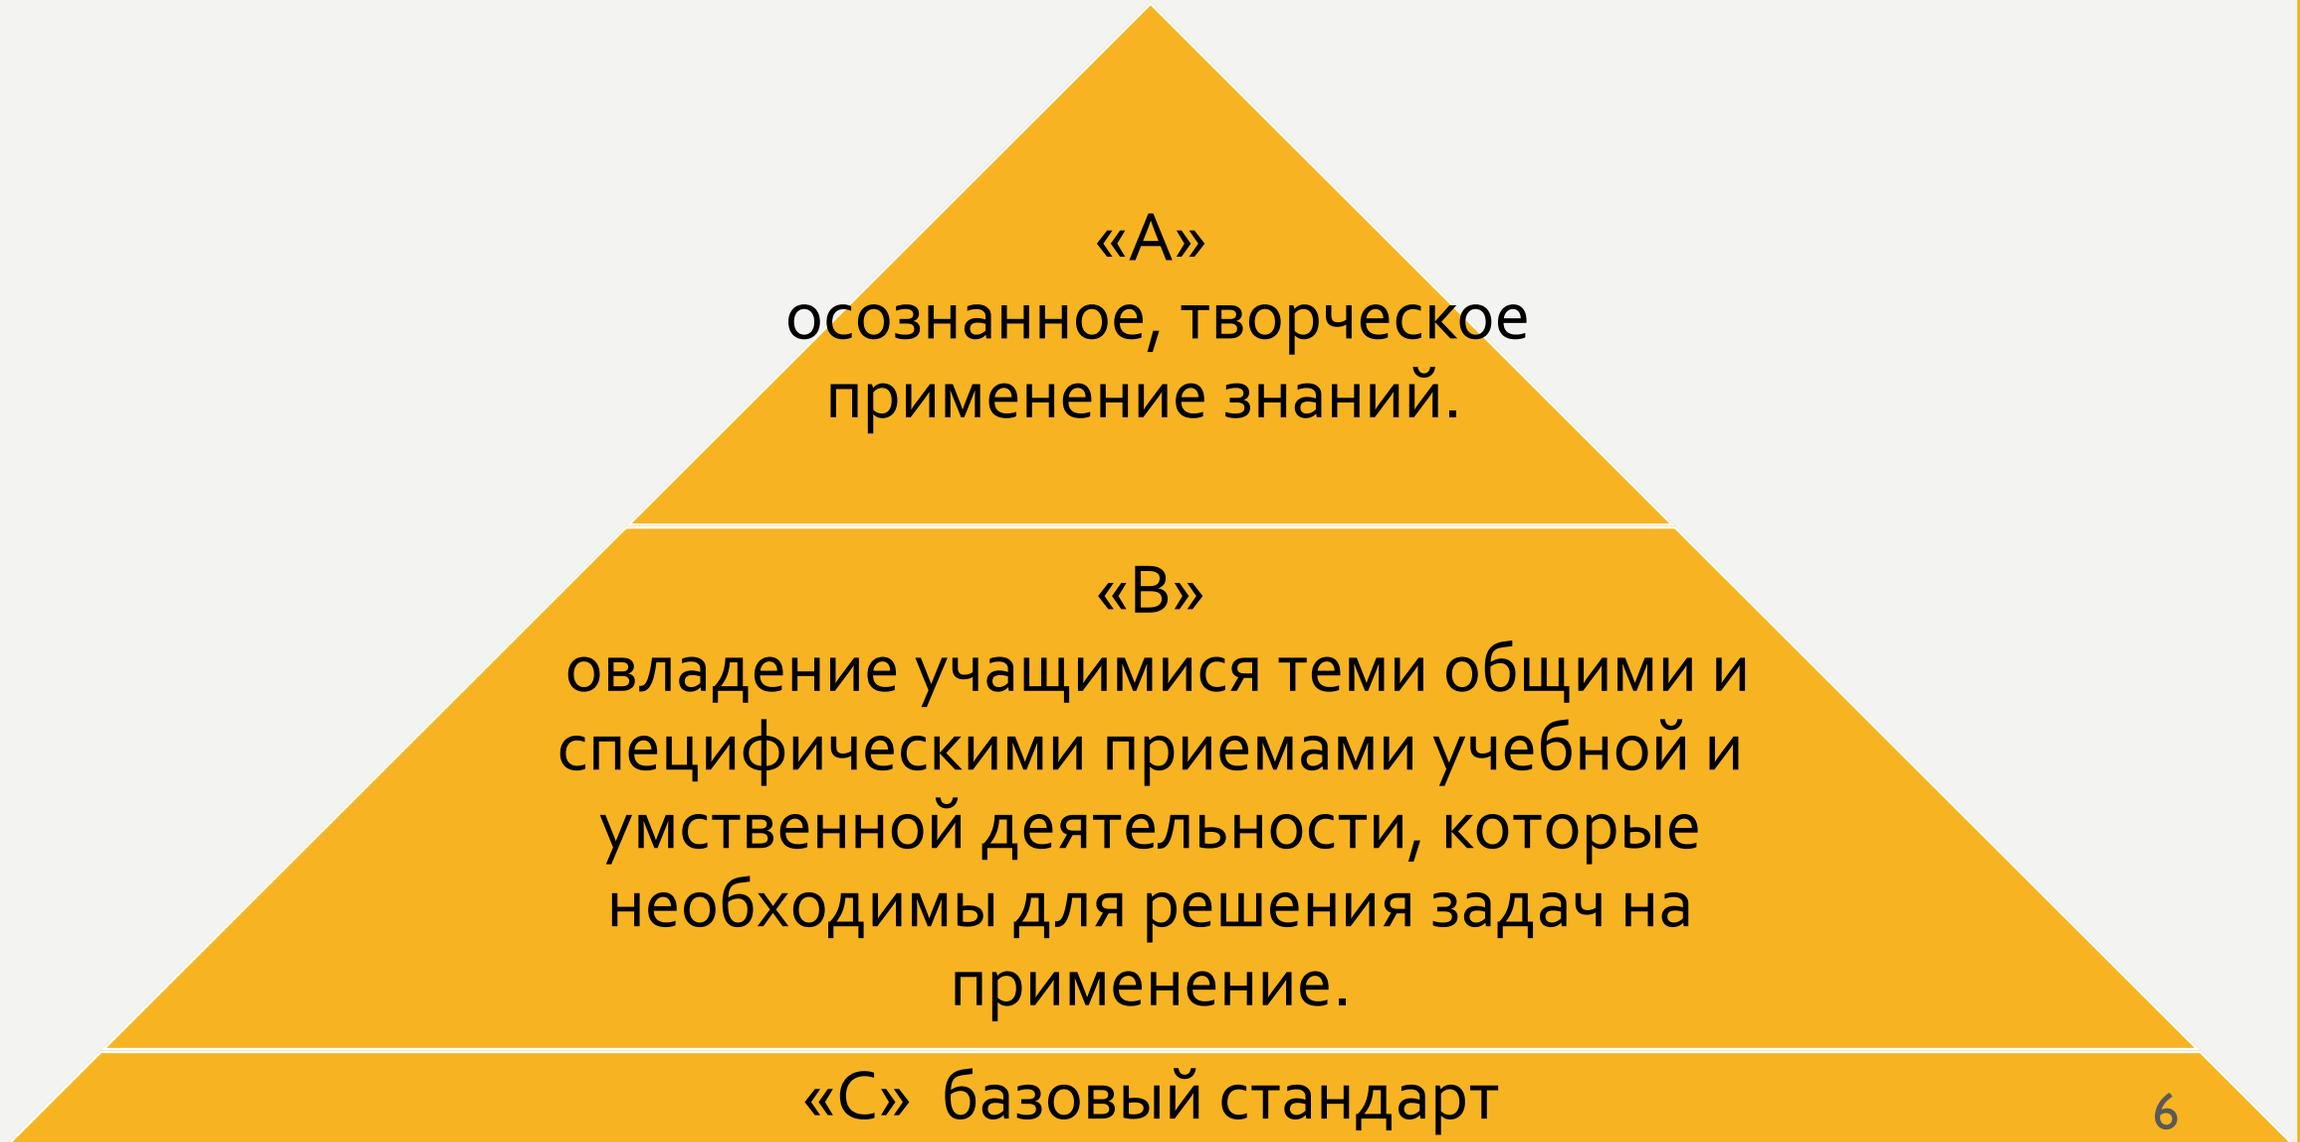 «А»
осознанное, творческое
применение знаний.
«В»
овладение учащимися теми общими и
специфическими приемами учебной и
умственной деятельности, которые
необходимы для решения задач на
применение.
«С»  базовый стандарт
6